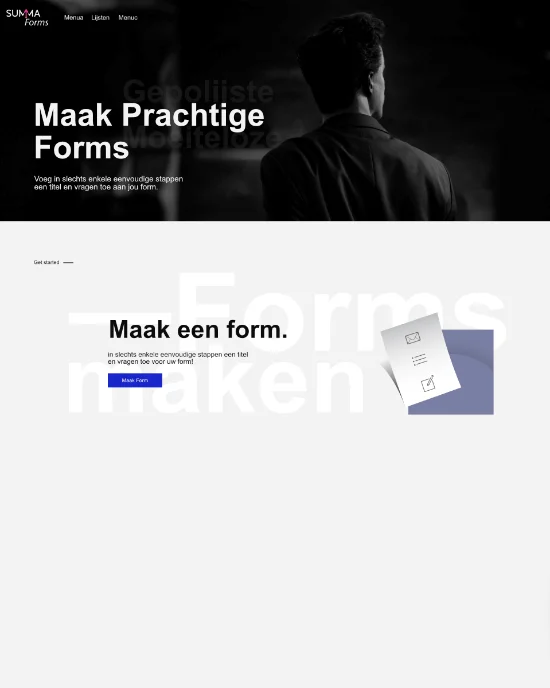 SUMMA
Forms
Menua Lijsten Menuc
Gepolijste
Maak Prachtige
Moeiteloze
Forms
Voeg in slechts enkele eenvoudige stappen
een titel en vragen toe aan jou form.
Get started
Forms
Maak een form.
in slechts enkele eenvoudige stappen een titel
en vragen toe voor uw form!
maken
Maak Form